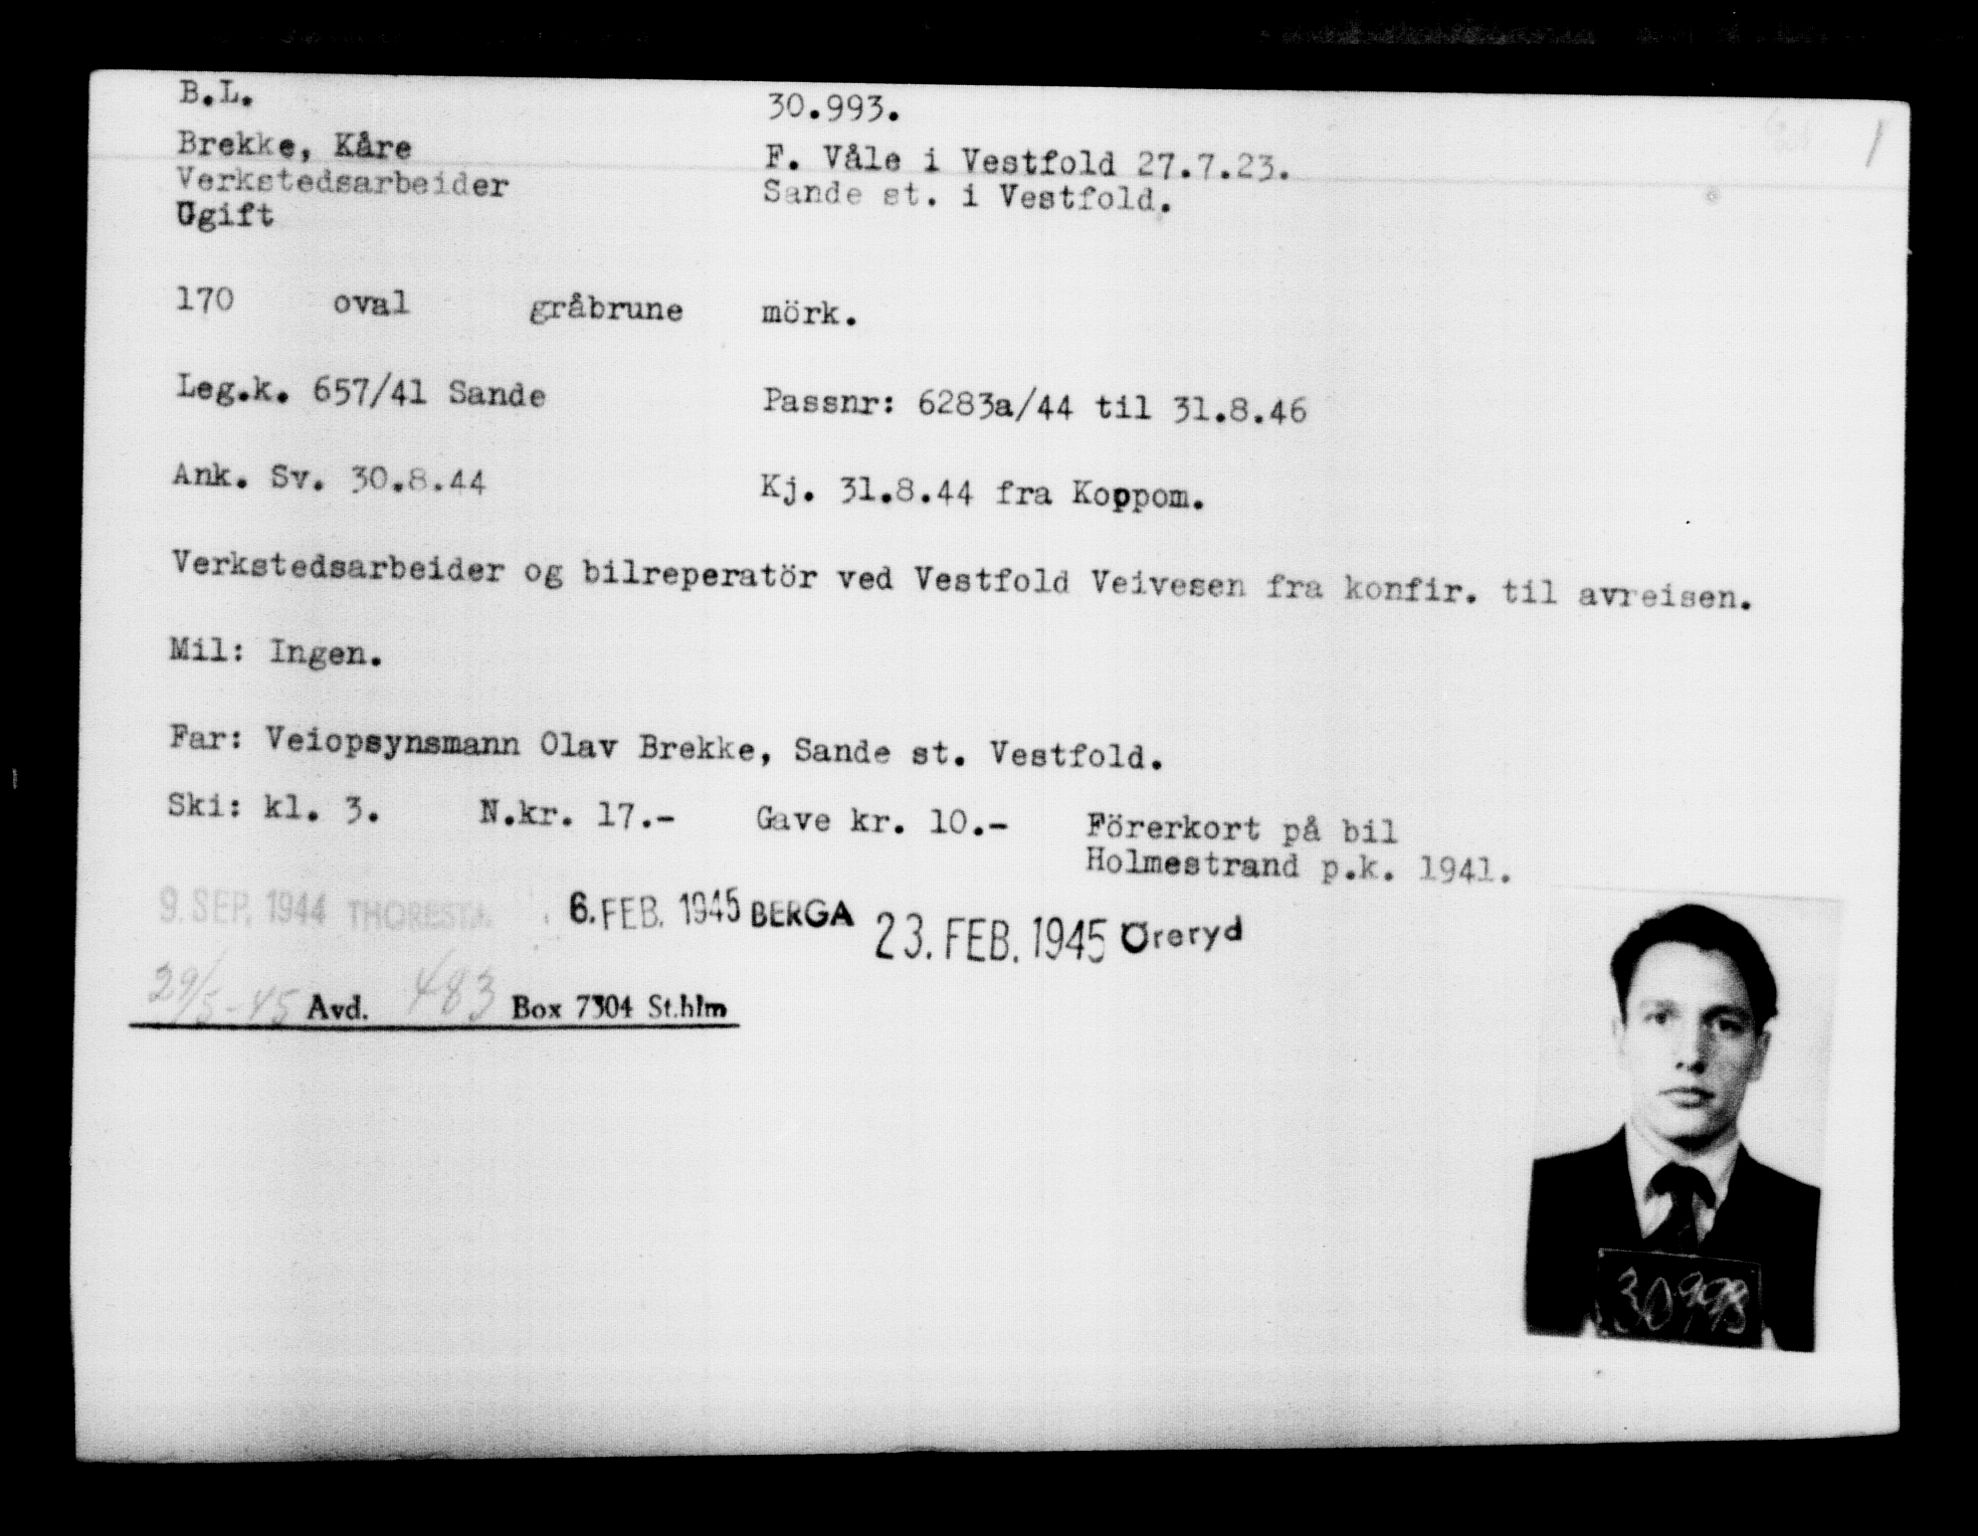 B.L. 30.993.
Brekke, Kåre F. Våle i Vestfold 27.7.23.
Verkstedsarbeider Sande st. i Vestfold.
Ugift
170 oval gråbrune mörk.
Leg.k. 657/41 Sande Passnr: 6283a/44 til 31.8.46
Ank. Sv. 30.8.44 Kj. 31.8.44 fra Koppom.
Verkstedsarbeider og bilreperatör ved Vestfold Veivesen fra konfir. til avreisen.
Mil: Ingen.
Far: Veiopsynsmann Olav Brekke, Sande st. Vestfold.
Ski: kl. 3. N.kr. 17.- Gave kr. 10.- Förerkort på bil
Holmestrand p.k. 1941.
9. SEP. 1944 THORESTA. 6. FEB. 1945 BERGA 23. FEB. 1945 Öreryd
29/5-45 Avd. 483 Box 7304 St.hlm
30993